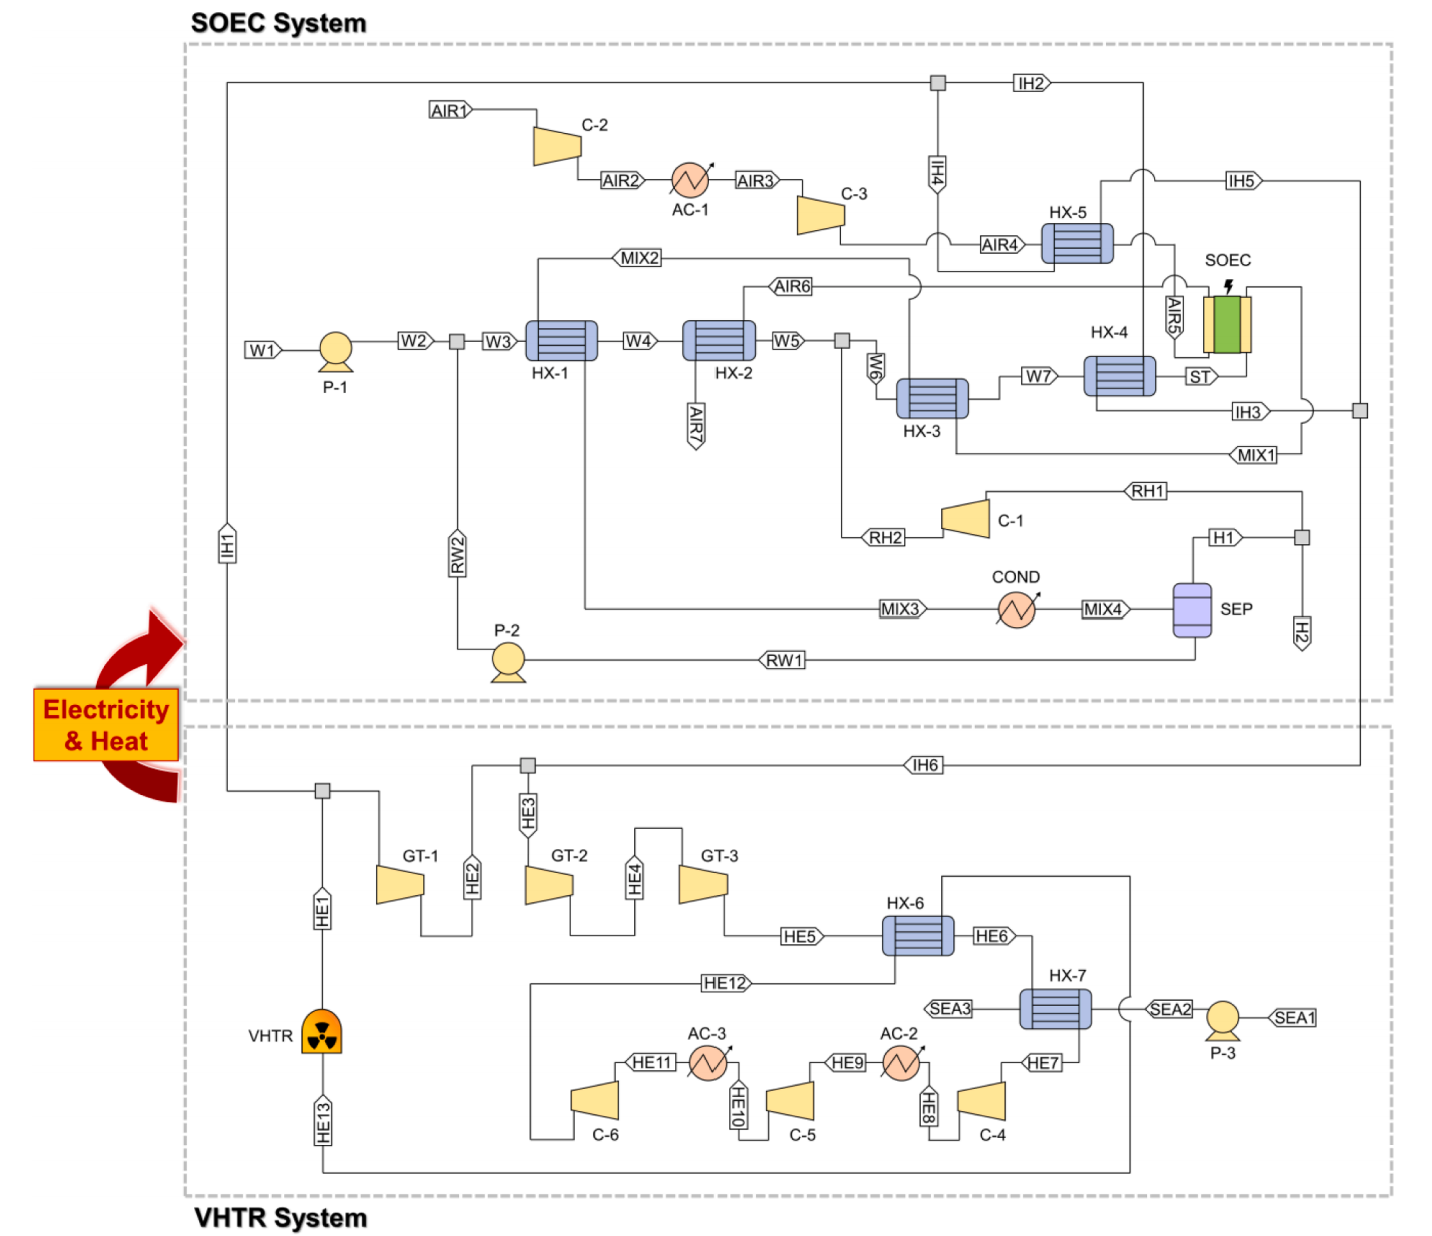 SOEC System
IH2
AIR1
C-2
IH4
AIR2
AC-1
AIR3
C-3
HX-5
IH5
AIR4
MIX2
SOEC
AIR6
AIR5
W1
P-1
W2
W3
HX-1
W4
HX-2
W5
W6
HX-4
W7
ST
HX-3
IH3
AIR7
MIX1
RH1
C-1
RH2
H1
IH1
RW2
COND
MIX3
MIX4
SEP
H2
P-2
RW1
Electricity
& Heat
IH6
HE3
GT-1
HE2
GT-2
HE4
GT-3
HE1
HE5
HX-6
HE6
HX-7
HE12
SEA3
SEA2
SEA1
P-3
VHTR
AC-3
HE11
AC-2
HE9
HE7
HE10
HE8
HE13
C-6
C-5
C-4
VHTR System